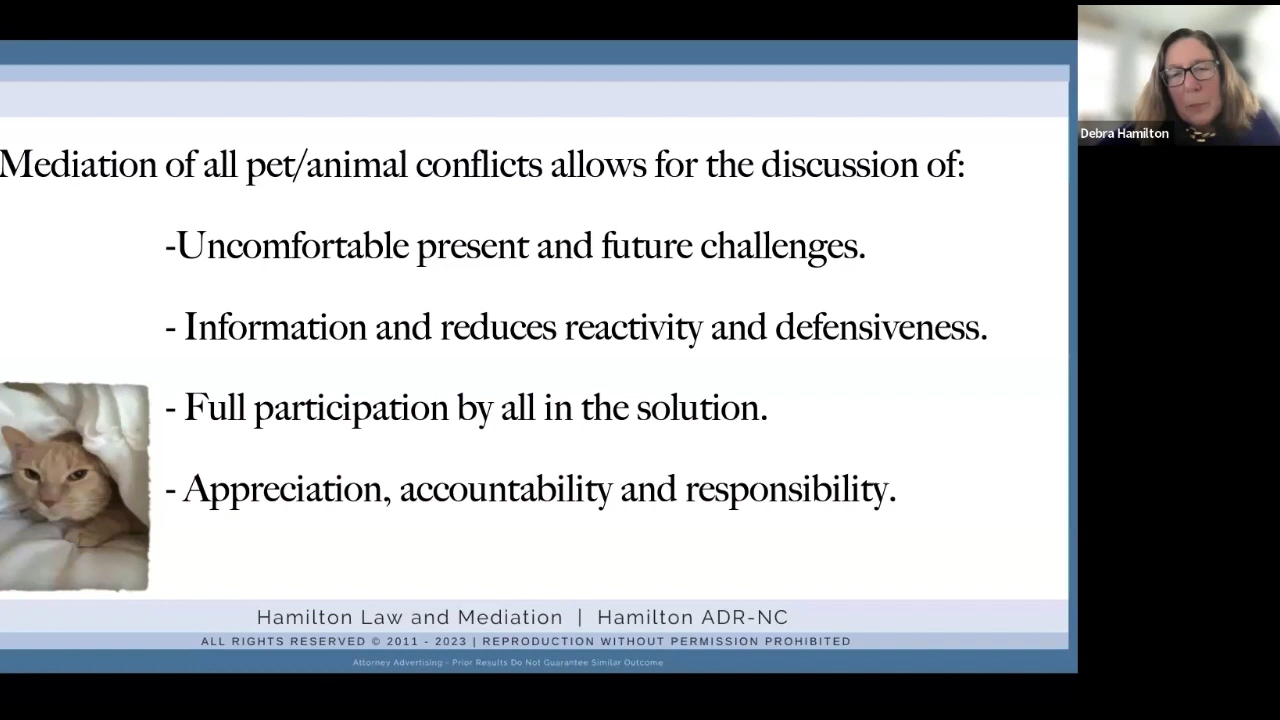 Mediation of all pet/animal conflicts allows for the discussion of:
-Uncomfortable present and future challenges.
- Information and reduces reactivity and defensiveness.
- Full participation by all in the solution.
- Appreciation, accountability and responsibility.
Hamilton Law and Mediation | Hamilton ADR-NC
ALL RIGHTS RESERVED © 2011 - 2023 | REPRODUCTION WITHOUT PERMISSION PROHIBITED
Attorney Advertising - Prior Results Do Not Guarantee Similar Outcome
Debra Hamilton